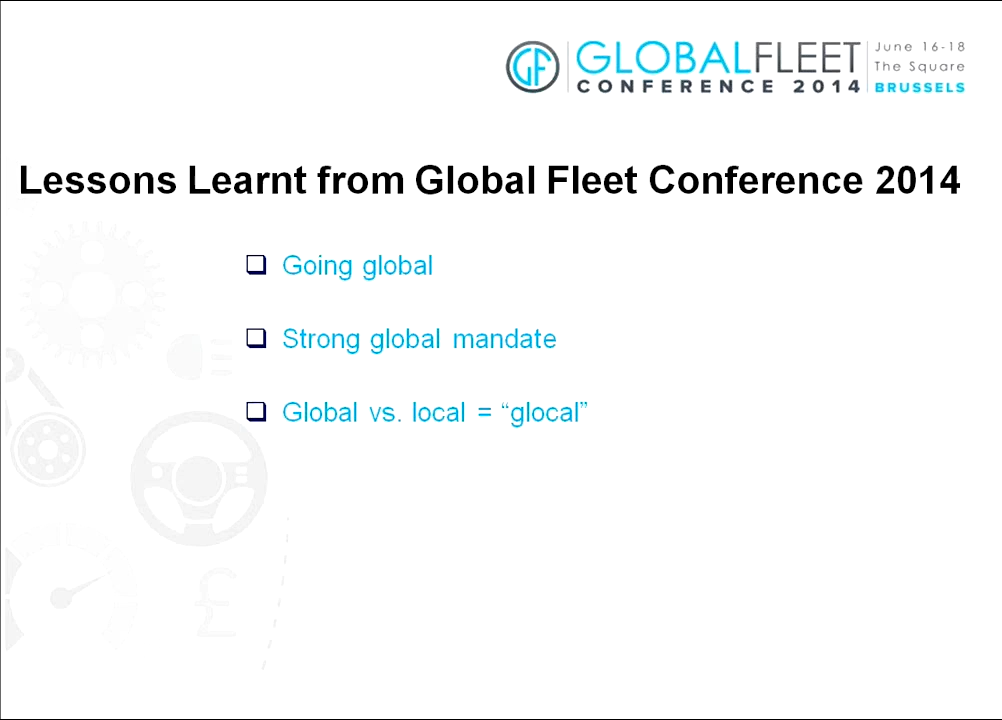 GF GLOBALFLEET
CONFERENCE 2014
June 16-18
The Square
BRUSSELS
Lessons Learnt from Global Fleet Conference 2014
❑ Going global
❑ Strong global mandate
❑ Global vs. local = “glocal”
£